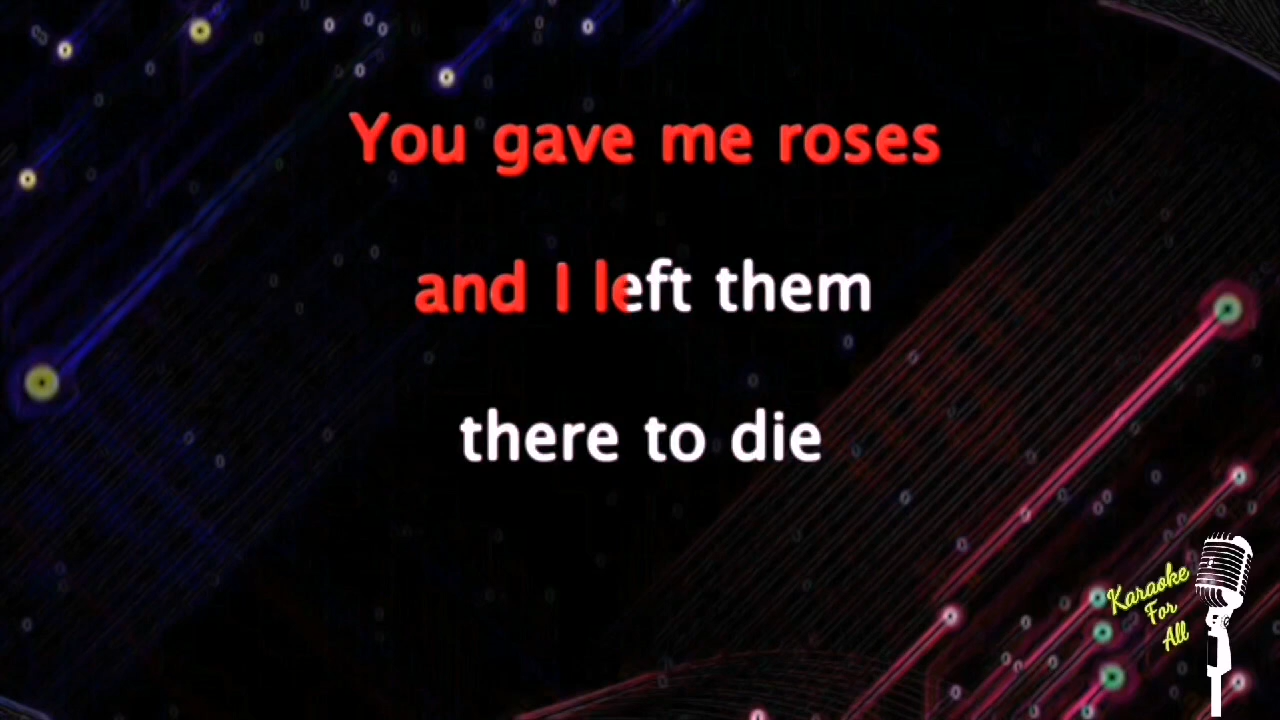 You gave me roses
and I left them
there to die
Karaoke
For
All